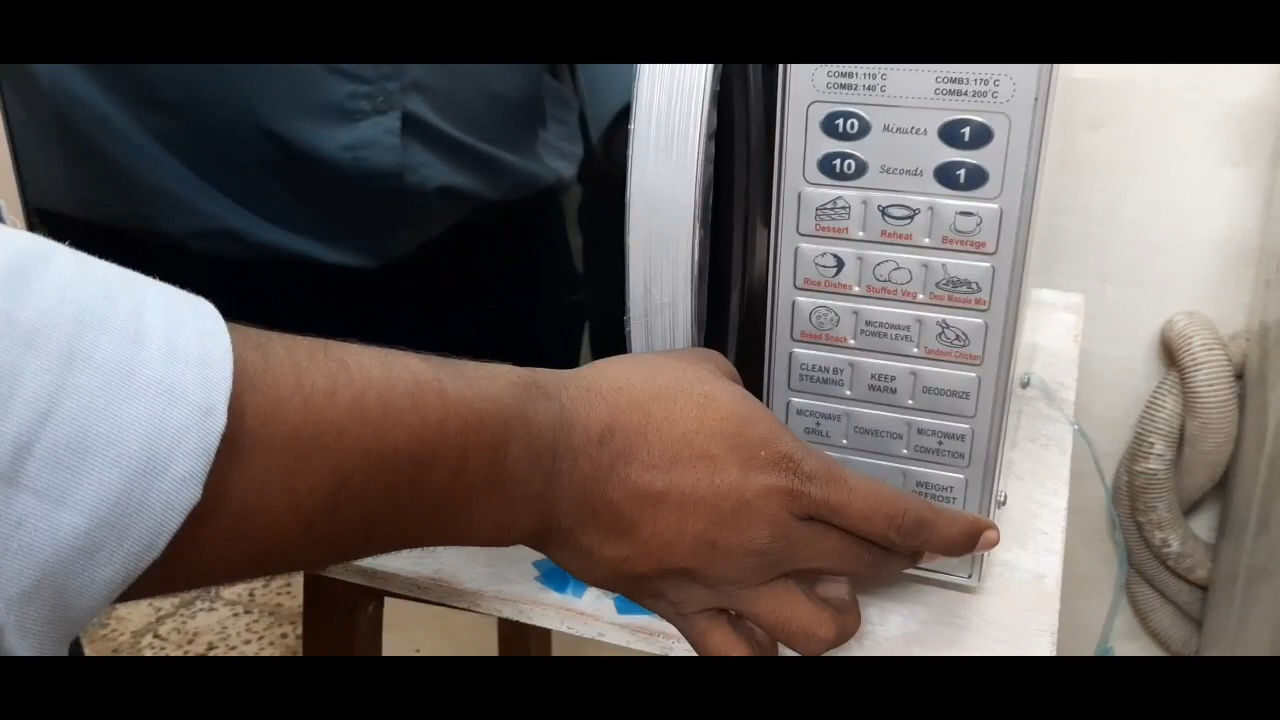 COMB1:110°C COMB3:170°C
COMB2:140°C COMB4:200°C
10 Minutes 1
10 Seconds 1
Dessert Reheat Beverage
Rice Dishes Stuffed Veg Desi Masala Mix
Bread Snack MICROWAVE POWER LEVEL Tandoori Chicken
CLEAN BY STEAMING KEEP WARM DEODORIZE
MICROWAVE + GRILL CONVECTION MICROWAVE + CONVECTION
WEIGHT DEFROST